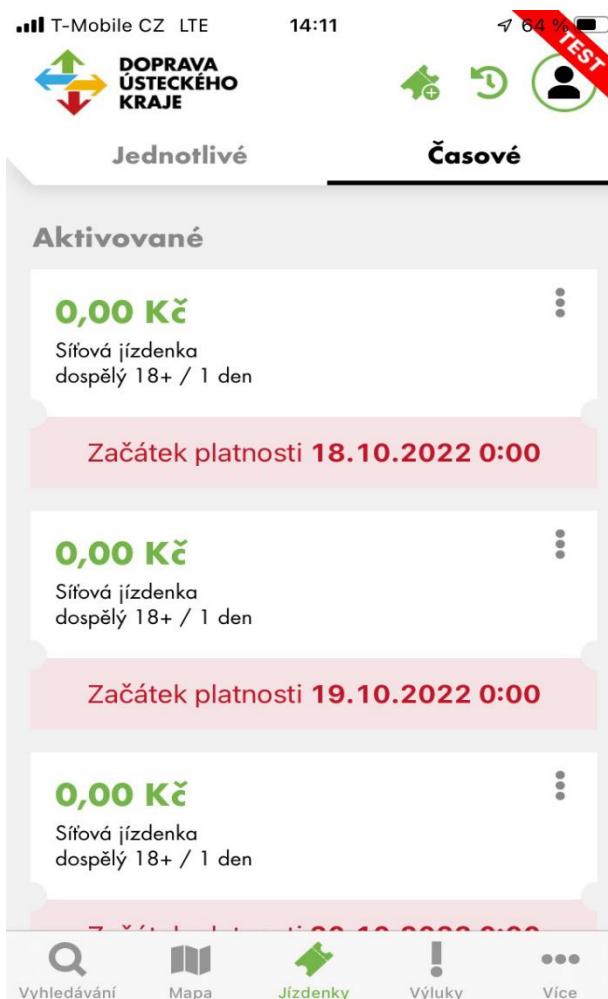 T-Mobile CZ LTE 14:11 64 %
TEST
DOPRAVA
ÚSTECKÉHO
KRAJE
Jednotlivé Časové
Aktivované
0,00 Kč
Síťová jízdenka
dospělý 18+ / 1 den
Začátek platnosti 18.10.2022 0:00
0,00 Kč
Síťová jízdenka
dospělý 18+ / 1 den
Začátek platnosti 19.10.2022 0:00
0,00 Kč
Síťová jízdenka
dospělý 18+ / 1 den
Vyhledávání Mapa Jízdenky Výluky Více